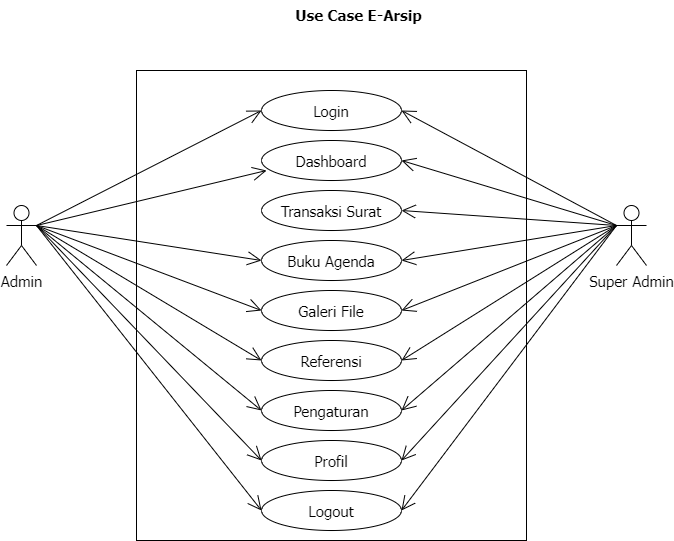 Use Case E-Arsip
Login
Dashboard
Transaksi Surat
Buku Agenda
Galeri File
Referensi
Pengaturan
Profil
Logout
Admin
Super Admin